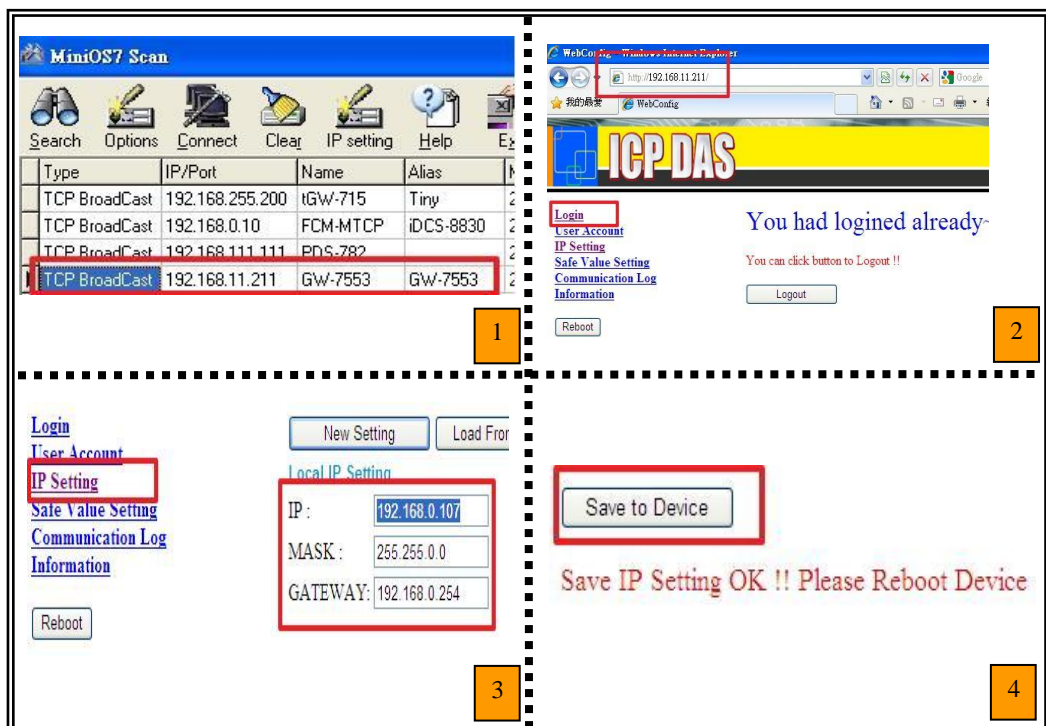 MiniOS7 Scan
Search Options Connect Clear IP setting Help
Type IP/Port Name Alias
TCP BroadCast 192.168.255.200 tGW-715 Tiny
TCP BroadCast 192.168.0.10 FCM-MTCP iDCS-8830
TCP BroadCast 192.168.111.111 PDS-782
TCP BroadCast 192.168.11.211 GW-7553 GW-7553
1
WebConfig - Windows Internet Explorer
http://192.168.11.211/
Google
我的最愛 WebConfig
ICP DAS
Login
User Account
IP Setting
Safe Value Setting
Communication Log
Information
Reboot
You had logined already~
You can click button to Logout !!
Logout
2
Login
User Account
IP Setting
Safe Value Setting
Communication Log
Information
Reboot
New Setting Load From
Local IP Setting
IP : 192.168.0.107
MASK : 255.255.0.0
GATEWAY: 192.168.0.254
3
Save to Device
Save IP Setting OK !! Please Reboot Device
4